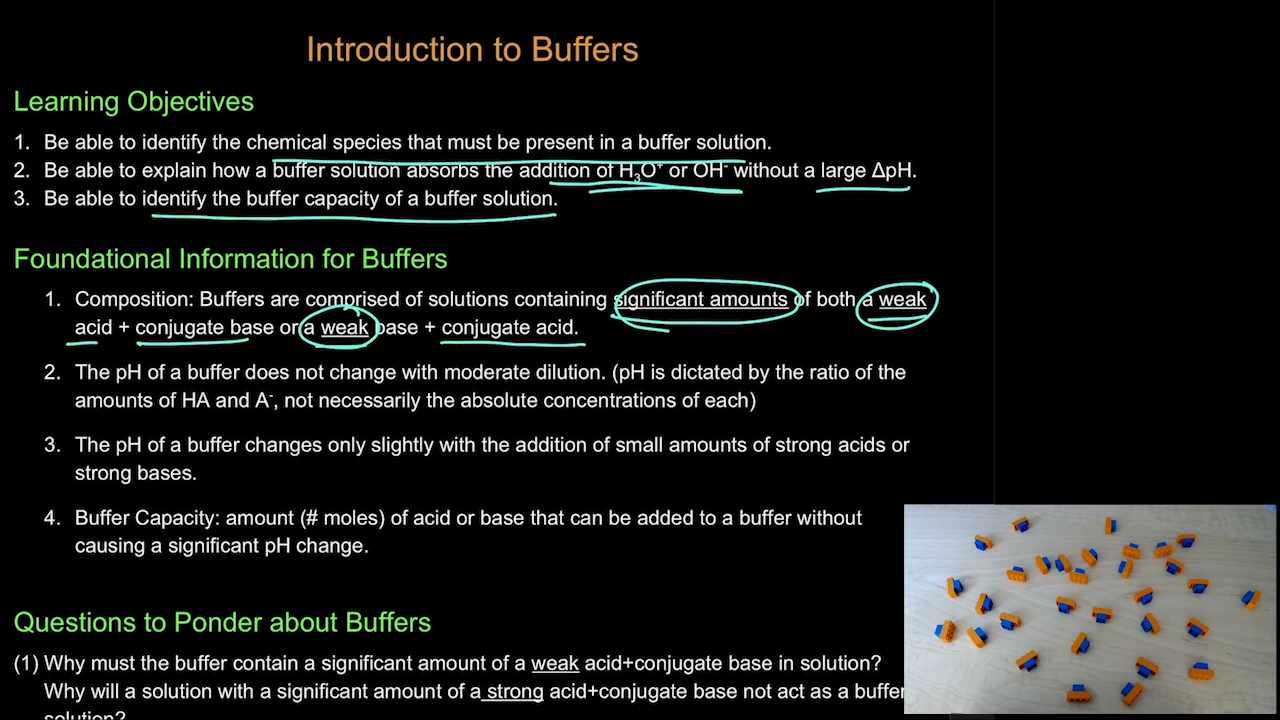 Introduction to Buffers
Learning Objectives
1. Be able to identify the chemical species that must be present in a buffer solution.
2. Be able to explain how a buffer solution absorbs the addition of H₃O⁺ or OH⁻ without a large ΔpH.
3. Be able to identify the buffer capacity of a buffer solution.
Foundational Information for Buffers
1. Composition: Buffers are comprised of solutions containing significant amounts of both a weak
acid + conjugate base or a weak base + conjugate acid.
2. The pH of a buffer does not change with moderate dilution. (pH is dictated by the ratio of the
amounts of HA and A⁻, not necessarily the absolute concentrations of each)
3. The pH of a buffer changes only slightly with the addition of small amounts of strong acids or
strong bases.
4. Buffer Capacity: amount (# moles) of acid or base that can be added to a buffer without
causing a significant pH change.
Questions to Ponder about Buffers
(1) Why must the buffer contain a significant amount of a weak acid+conjugate base in solution?
Why will a solution with a significant amount of a strong acid+conjugate base not act as a buffer
solution?